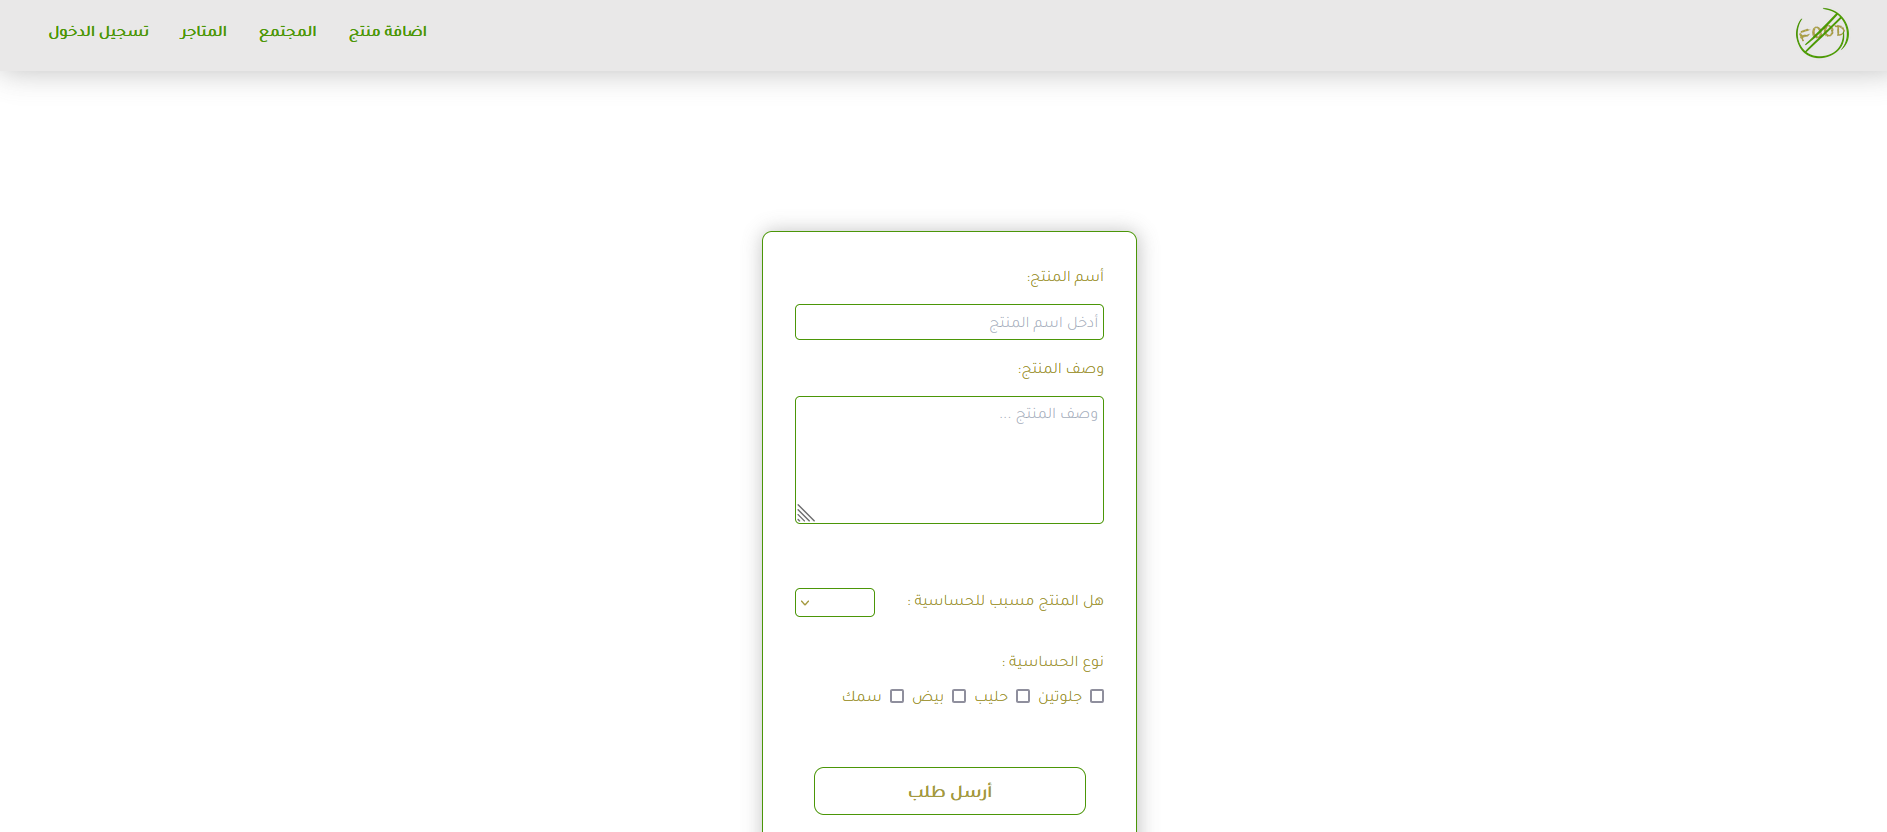 FOOD
اضافة منتج
المجتمع
المتاجر
تسجيل الدخول
أسم المنتج:
أدخل اسم المنتج
وصف المنتج:
وصف المنتج ...
هل المنتج مسبب للحساسية :
نوع الحساسية :
جلوتين حليب بيض سمك
أرسل طلب